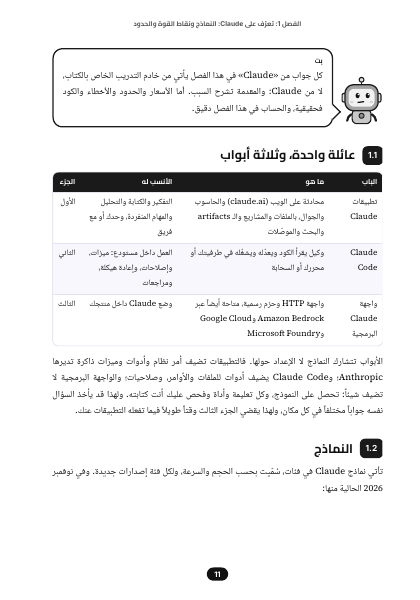 الفصل 1: تعرّف على Claude: النماذج ونقاط القوة والحدود
بت
كل جواب من «Claude» في هذا الفصل يأتي من خادم التدريب الخاص بالكتاب،
لا من Claude؛ والمقدمة تشرح السبب. أما الأسعار والحدود والأخطاء والكود
فحقيقية، والحساب في هذا الفصل دقيق.
1.1 عائلة واحدة، وثلاثة أبواب
الباب ما هو الأنسب له الجزء
تطبيقات محادثة على الويب (claude.ai) والحاسوب التفكير والكتابة والتحليل الأول
Claude والجوال، بالملفات والمشاريع والـ artifacts والمهام المنفردة، وحدك أو مع
والبحث والموصّلات فريق
Claude وكيل يقرأ الكود ويعدّله ويشغّله في طرفيتك أو العمل داخل مستودع: ميزات، الثاني
Code محررك أو السحابة وإصلاحات، وإعادة هيكلة،
ومراجعات
واجهة واجهة HTTP وحزم رسمية، متاحة أيضاً عبر وضع Claude داخل منتجك الثالث
Claude Amazon Bedrock وGoogle Cloud
البرمجية وMicrosoft Foundry
الأبواب تتشارك النماذج لا الإعداد حولها. فالتطبيقات تضيف أمر نظام وأدوات وميزات ذاكرة تديرها
Anthropic؛ وClaude Code يضيف أدوات للملفات والأوامر، وصلاحيات؛ والواجهة البرمجية لا
تضيف شيئاً: تحصل على النموذج، وكل تعليمة وأداة وفحص عليك أنت كتابته. ولهذا قد يأخذ السؤال
نفسه جواباً مختلفاً في كل مكان، ولهذا يقضي الجزء الثالث وقتاً طويلاً فيما تفعله التطبيقات عنك.
1.2 النماذج
تأتي نماذج Claude في فئات، سُمّيت بحسب الحجم والسرعة، ولكل فئة إصدارات جديدة. وفي نوفمبر
2026 الحالية منها:
11